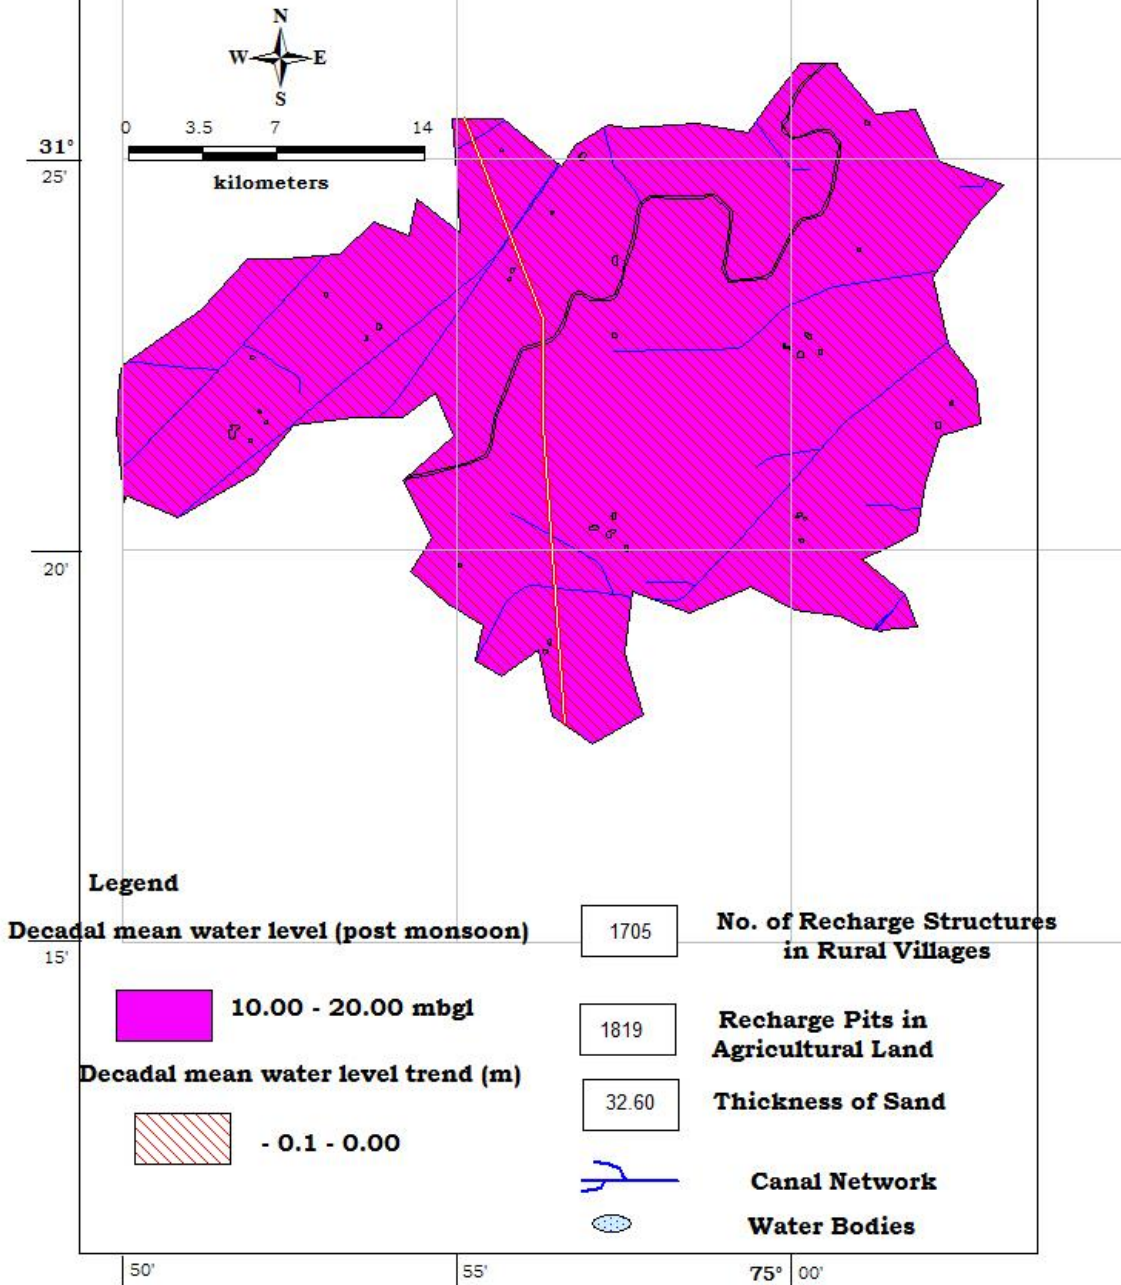 N
W E
S
0 3.5 7 14
kilometers
31°
25'
20'
Legend
Decadal mean water level (post monsoon)
15'
10.00 - 20.00 mbgl
Decadal mean water level trend (m)
- 0.1 - 0.00
1705 No. of Recharge Structures
in Rural Villages
1819 Recharge Pits in
Agricultural Land
32.60 Thickness of Sand
Canal Network
Water Bodies
50' 55' 75° 00'